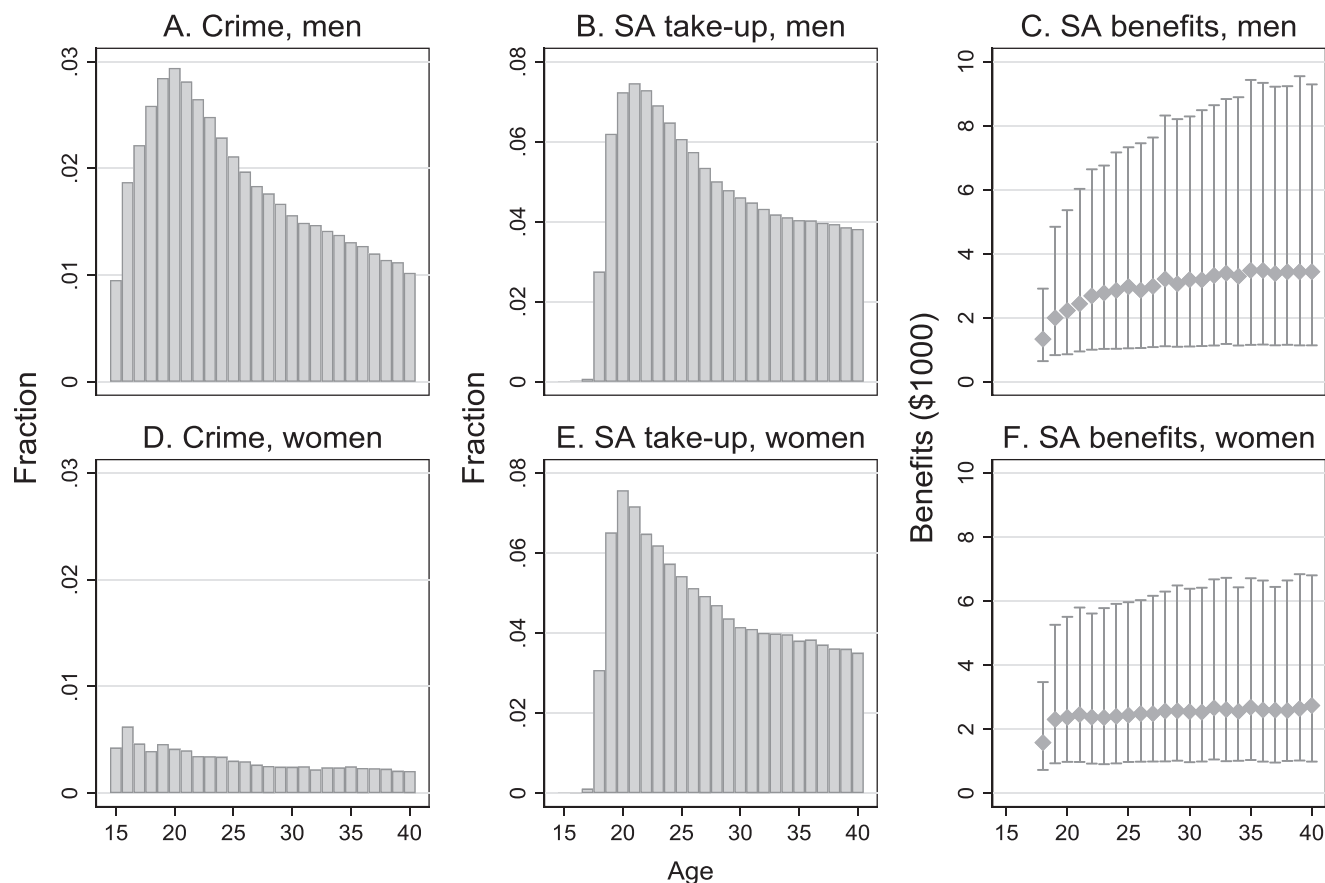 A. Crime, men
B. SA take-up, men
C. SA benefits, men
.03
.02
.01
0
.08
.06
.04
.02
0
10
8
6
4
2
0
Fraction
Fraction
Benefits ($1000)
D. Crime, women
E. SA take-up, women
F. SA benefits, women
.03
.02
.01
0
.08
.06
.04
.02
0
10
8
6
4
2
0
15 20 25 30 35 40
15 20 25 30 35 40
15 20 25 30 35 40
Age